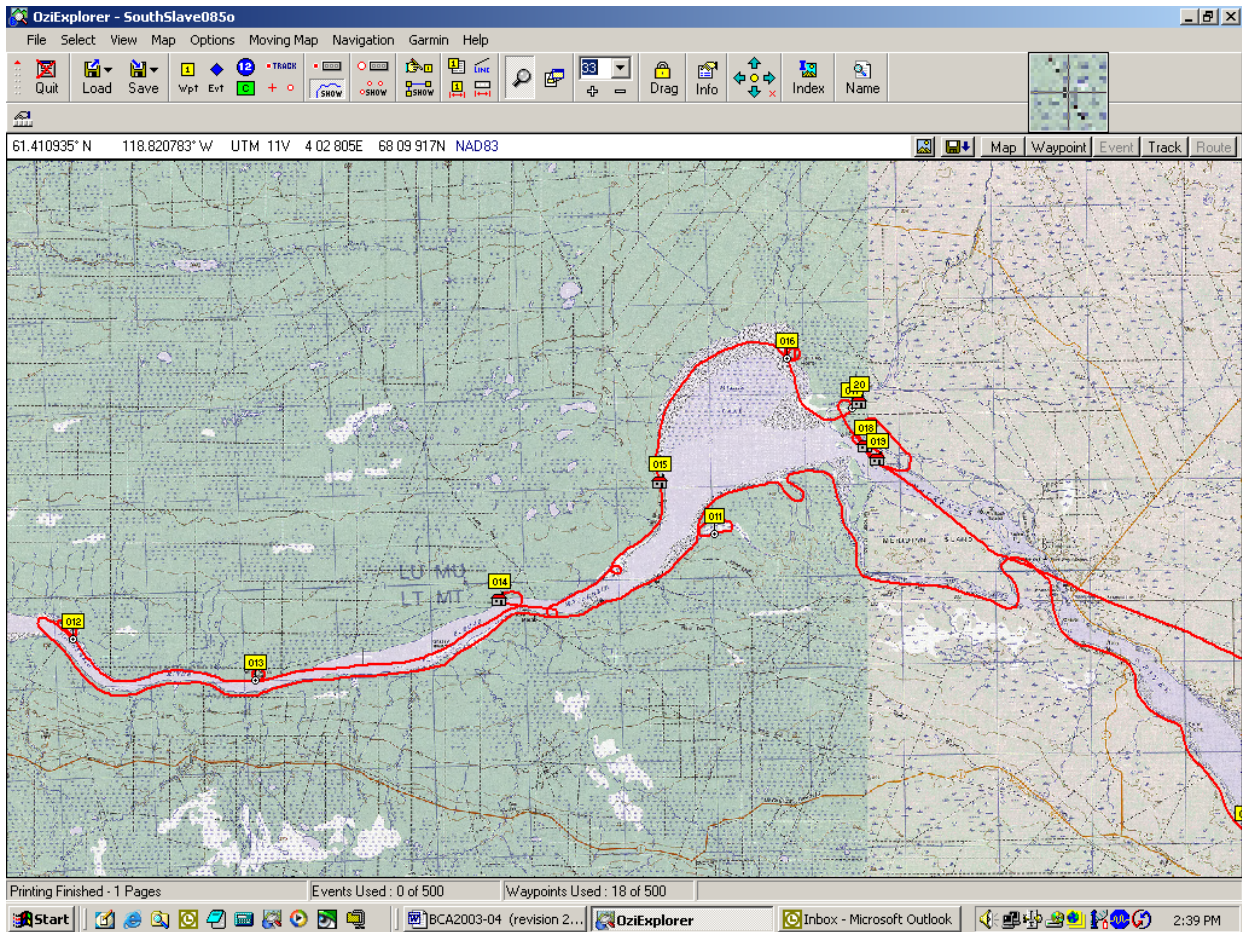 OziExplorer - SouthSlave085o
File Select View Map Options Moving Map Navigation Garmin Help
Quit Load Save 1 Wpt Evt 12 C TRACK SHOW SHOW SHOW LINE 33 Drag Info Index Name
61.410935° N 118.820783° W UTM 11V 4 02 805E 68 09 917N NAD83 Map Waypoint Event Track Route
016
20
018
019
015
011
LU MU
014
LT MT
012
013
Printing Finished - 1 Pages Events Used : 0 of 500 Waypoints Used : 18 of 500
Start BCA2003-04 (revision 2... OziExplorer Inbox - Microsoft Outlook 2:39 PM